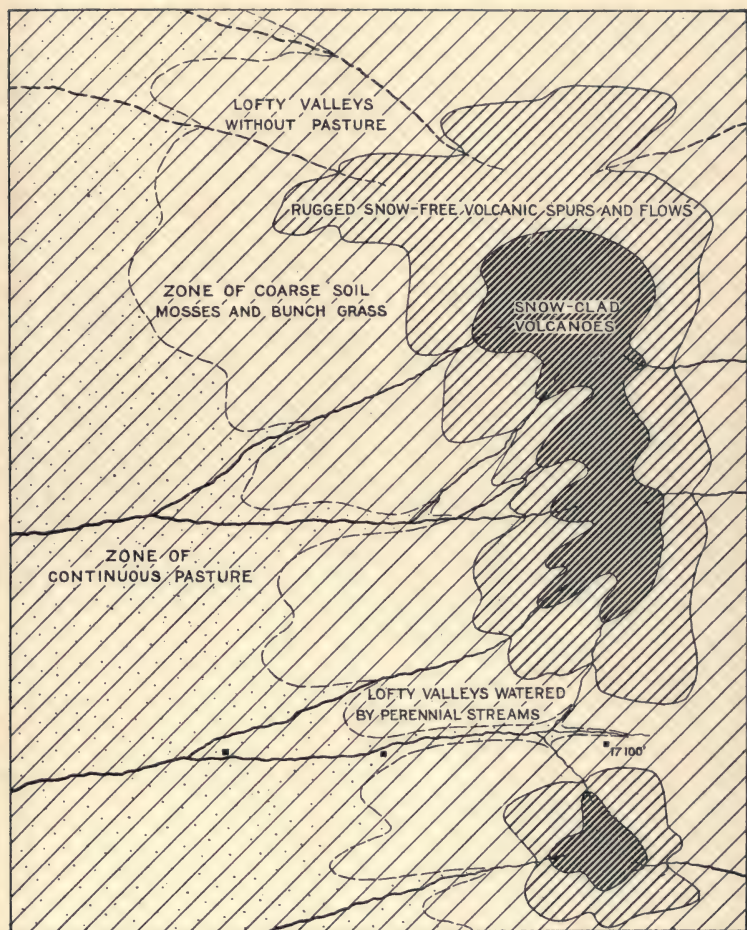 LOFTY VALLEYS
WITHOUT PASTURE
RUGGED SNOW-FREE VOLCANIC SPURS AND FLOWS
ZONE OF COARSE SOIL
MOSSES AND BUNCH GRASS
SNOW-CLAD
VOLCANOES
ZONE OF
CONTINUOUS PASTURE
LOFTY VALLEYS WATERED
BY PERENNIAL STREAMS
17100'